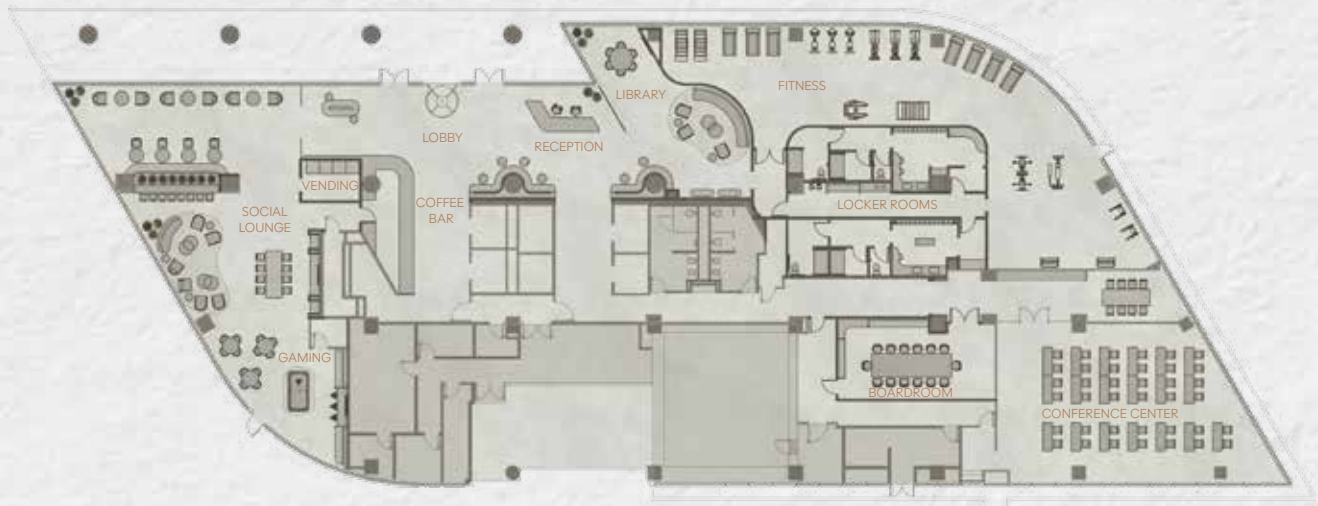 LIBRARY
FITNESS
LOBBY
RECEPTION
VENDING
COFFEE
BAR
SOCIAL
LOUNGE
LOCKER ROOMS
GAMING
BOARDROOM
CONFERENCE CENTER